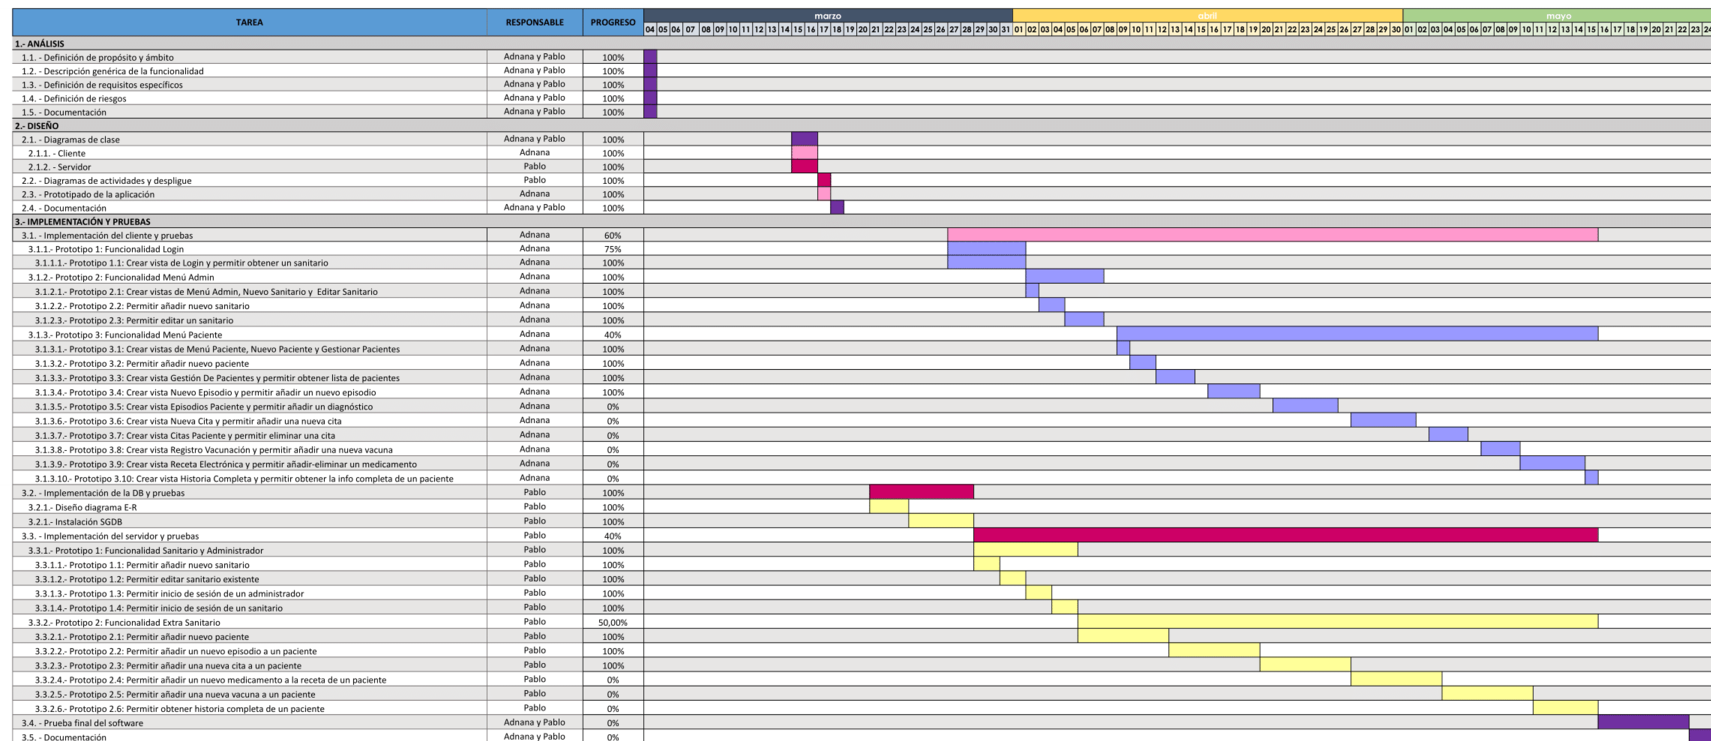 TAREA RESPONSABLE PROGRESO marzo abril mayo
04 05 06 07 08 09 10 11 12 13 14 15 16 17 18 19 20 21 22 23 24 25 26 27 28 29 30 31 01 02 03 04 05 06 07 08 09 10 11 12 13 14 15 16 17 18 19 20 21 22 23 24 25 26 27 28 29 30 01 02 03 04 05 06 07 08 09 10 11 12 13 14 15 16 17 18 19 20 21 22 23 24
1.- ANÁLISIS
1.1. - Definición de propósito y ámbito Adnana y Pablo 100%
1.2. - Descripción genérica de la funcionalidad Adnana y Pablo 100%
1.3. - Definición de requisitos específicos Adnana y Pablo 100%
1.4. - Definición de riesgos Adnana y Pablo 100%
1.5. - Documentación Adnana y Pablo 100%
2.- DISEÑO
2.1. - Diagramas de clase Adnana y Pablo 100%
2.1.1. - Cliente Adnana 100%
2.1.2. - Servidor Pablo 100%
2.2. - Diagramas de actividades y despligue Pablo 100%
2.3. - Prototipado de la aplicación Adnana 100%
2.4. - Documentación Adnana y Pablo 100%
3.- IMPLEMENTACIÓN Y PRUEBAS
3.1. - Implementación del cliente y pruebas Adnana 60%
3.1.1.- Prototipo 1: Funcionalidad Login Adnana 75%
3.1.1.1.- Prototipo 1.1: Crear vista de Login y permitir obtener un sanitario Adnana 100%
3.1.2.- Prototipo 2: Funcionalidad Menú Admin Adnana 100%
3.1.2.1.- Prototipo 2.1: Crear vistas de Menú Admin, Nuevo Sanitario y Editar Sanitario Adnana 100%
3.1.2.2.- Prototipo 2.2: Permitir añadir nuevo sanitario Adnana 100%
3.1.2.3.- Prototipo 2.3: Permitir editar un sanitario Adnana 100%
3.1.3.- Prototipo 3: Funcionalidad Menú Paciente Adnana 40%
3.1.3.1.- Prototipo 3.1: Crear vistas de Menú Paciente, Nuevo Paciente y Gestionar Pacientes Adnana 100%
3.1.3.2.- Prototipo 3.2: Permitir añadir nuevo paciente Adnana 100%
3.1.3.3.- Prototipo 3.3: Crear vista Gestión De Pacientes y permitir obtener lista de pacientes Adnana 100%
3.1.3.4.- Prototipo 3.4: Crear vista Nuevo Episodio y permitir añadir un nuevo episodio Adnana 100%
3.1.3.5.- Prototipo 3.5: Crear vista Episodios Paciente y permitir añadir un diagnóstico Adnana 0%
3.1.3.6.- Prototipo 3.6: Crear vista Nueva Cita y permitir añadir una nueva cita Adnana 0%
3.1.3.7.- Prototipo 3.7: Crear vista Citas Paciente y permitir eliminar una cita Adnana 0%
3.1.3.8.- Prototipo 3.8: Crear vista Registro Vacunación y permitir añadir una nueva vacuna Adnana 0%
3.1.3.9.- Prototipo 3.9: Crear vista Receta Electrónica y permitir añadir-eliminar un medicamento Adnana 0%
3.1.3.10.- Prototipo 3.10: Crear vista Historia Completa y permitir obtener la info completa de un paciente Adnana 0%
3.2. - Implementación de la DB y pruebas Pablo 100%
3.2.1.- Diseño diagrama E-R Pablo 100%
3.2.1.- Instalación SGDB Pablo 100%
3.3. - Implementación del servidor y pruebas Pablo 40%
3.3.1.- Prototipo 1: Funcionalidad Sanitario y Administrador Pablo 100%
3.3.1.1.- Prototipo 1.1: Permitir añadir nuevo sanitario Pablo 100%
3.3.1.2.- Prototipo 1.2: Permitir editar sanitario existente Pablo 100%
3.3.1.3.- Prototipo 1.3: Permitir inicio de sesión de un administrador Pablo 100%
3.3.1.4.- Prototipo 1.4: Permitir inicio de sesión de un sanitario Pablo 100%
3.3.2.- Prototipo 2: Funcionalidad Extra Sanitario Pablo 50,00%
3.3.2.1.- Prototipo 2.1: Permitir añadir nuevo paciente Pablo 100%
3.3.2.2.- Prototipo 2.2: Permitir añadir un nuevo episodio a un paciente Pablo 100%
3.3.2.3.- Prototipo 2.3: Permitir añadir una nueva cita a un paciente Pablo 100%
3.3.2.4.- Prototipo 2.4: Permitir añadir un nuevo medicamento a la receta de un paciente Pablo 0%
3.3.2.5.- Prototipo 2.5: Permitir añadir una nueva vacuna a un paciente Pablo 0%
3.3.2.6.- Prototipo 2.6: Permitir obtener historia completa de un paciente Pablo 0%
3.4. - Prueba final del software Adnana y Pablo 0%
3.5. - Documentación Adnana y Pablo 0%